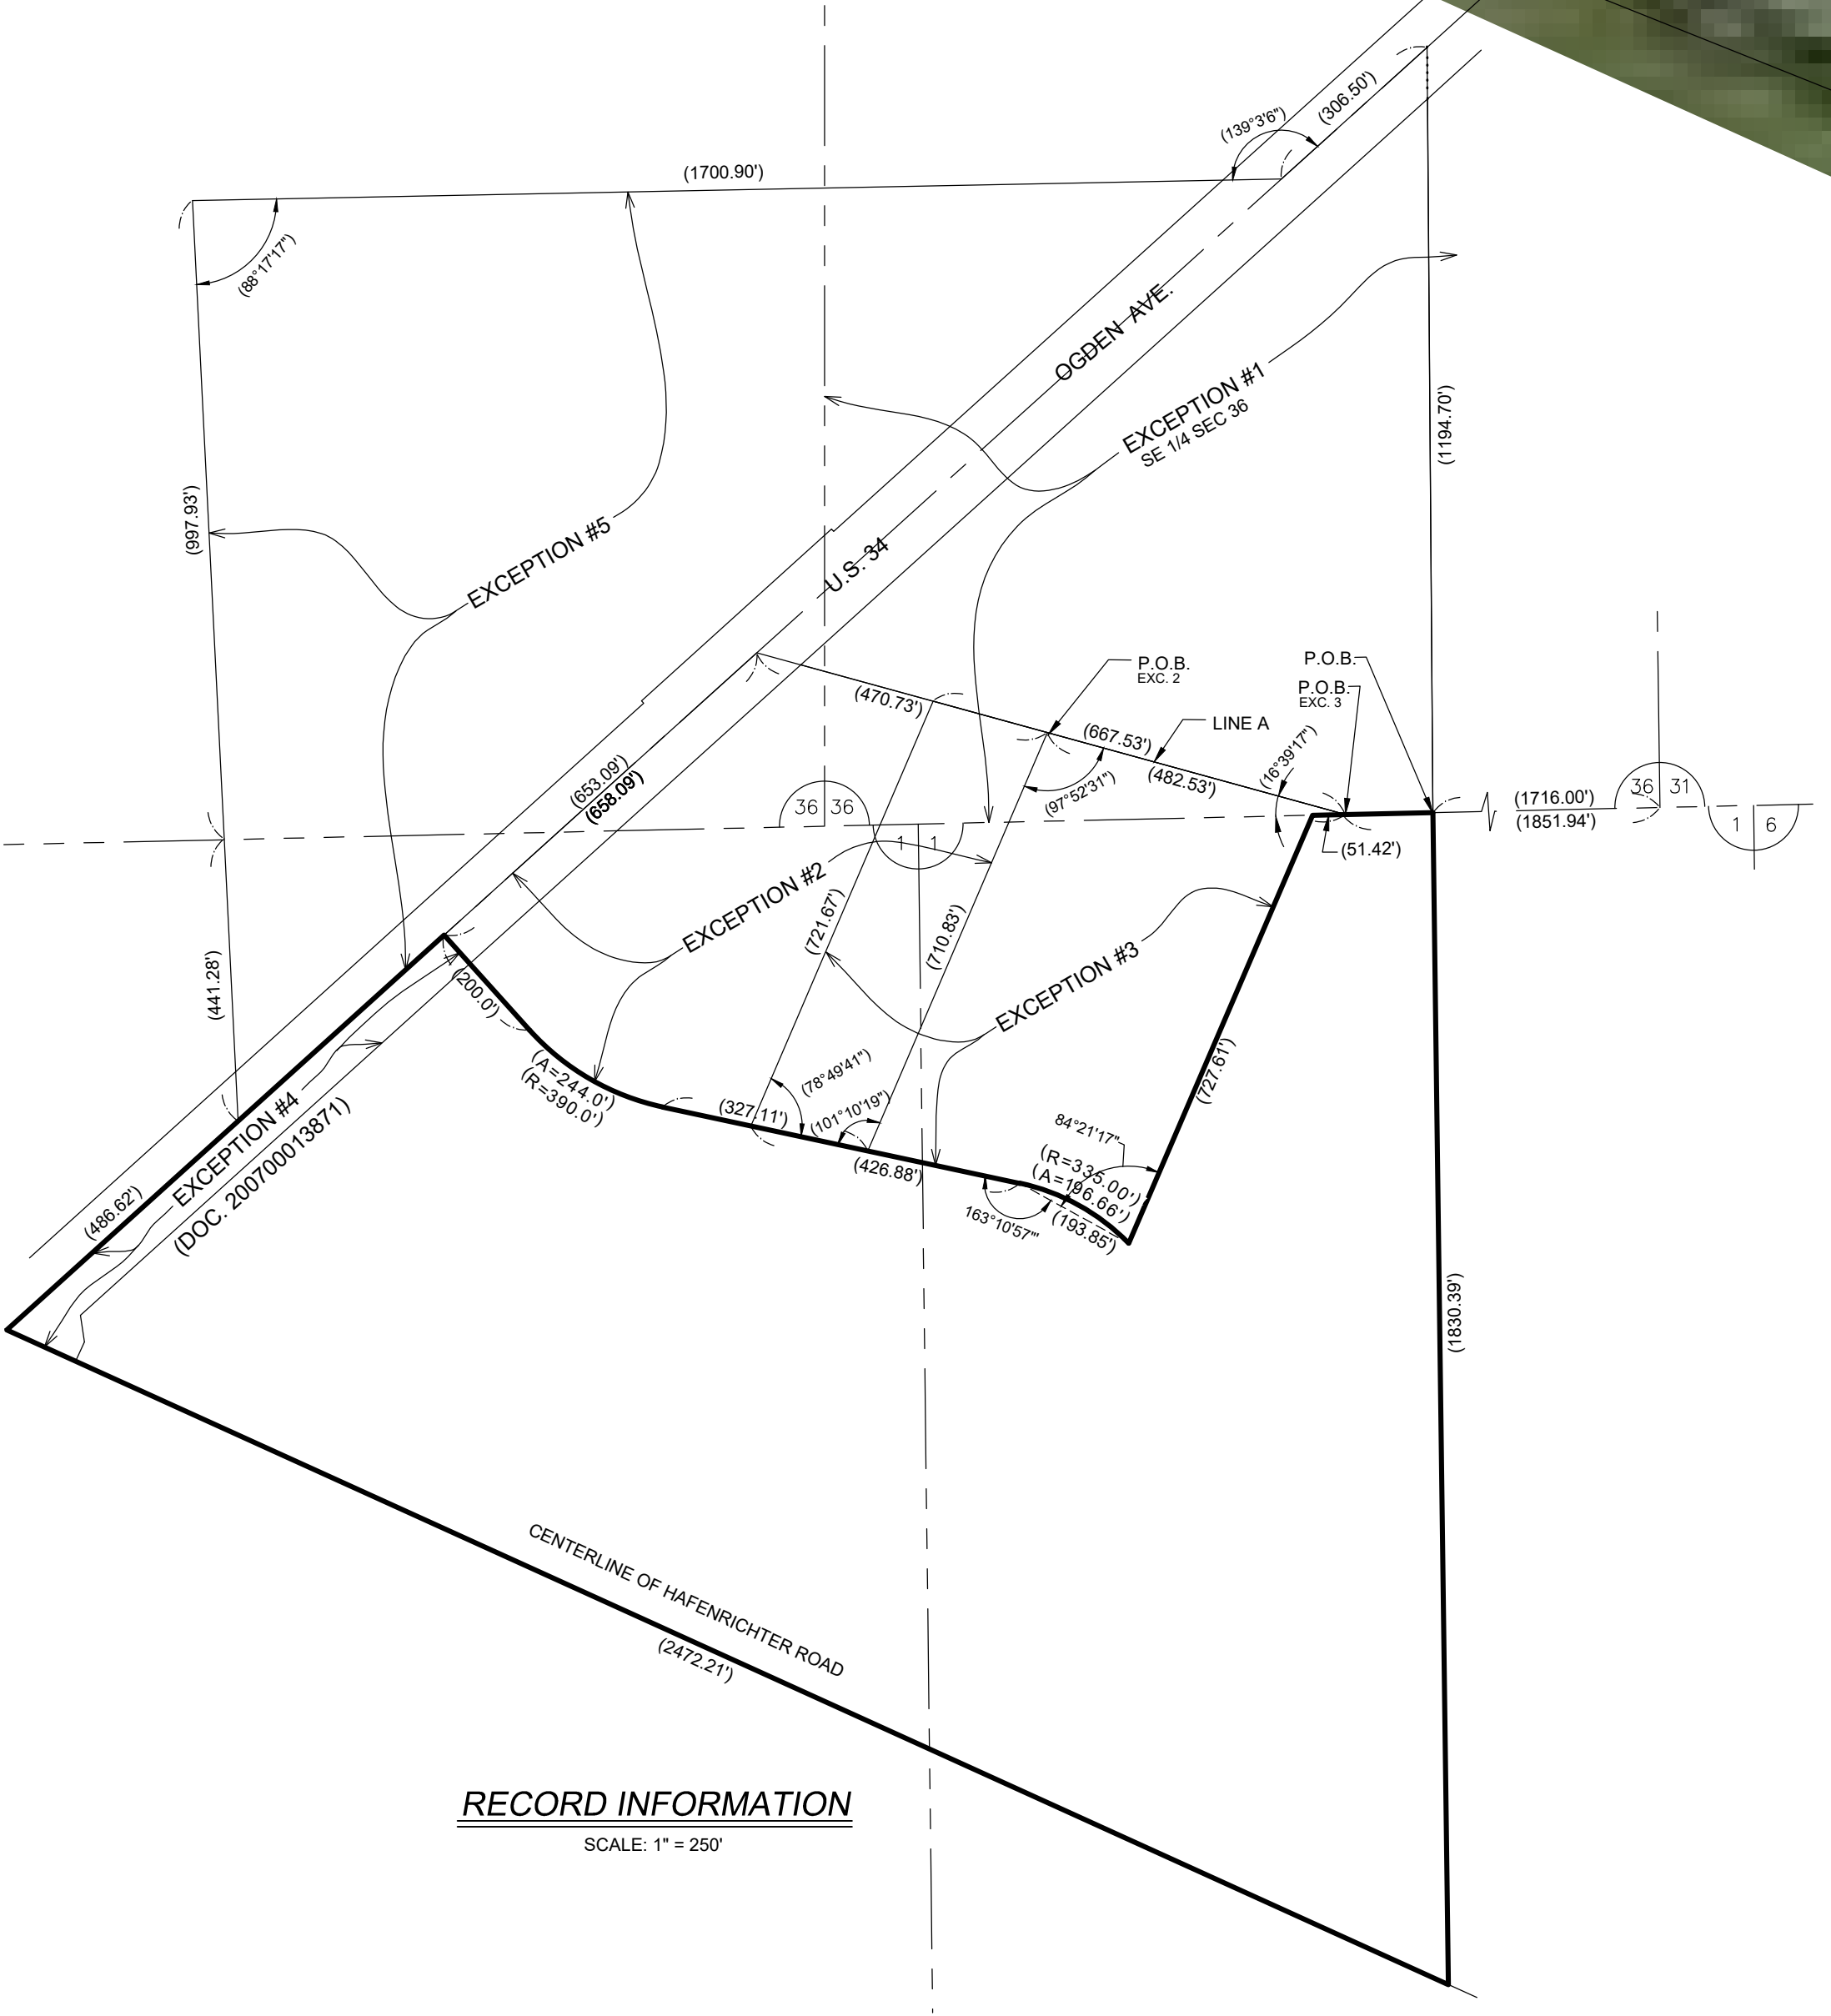 (306.50')
(139°3'6")
(1700.90')
(88°17'17")
OGDEN AVE.
EXCEPTION #1
SE 1/4 SEC 36
(1194.70')
(997.93')
EXCEPTION #5
U.S. 34
P.O.B.
EXC. 2
P.O.B.
P.O.B.
EXC. 3
(470.73')
(667.53')
LINE A
(482.53')
(16°39'17")
(97°52'31")
(653.09')
(658.09')
36 36
1 1
(1716.00')
(1851.94')
36 31
1 6
(51.42')
EXCEPTION #2
(721.67')
(710.83')
EXCEPTION #3
(441.28')
(200.0')
(A=244.0')
(R=390.0')
(78°49'41")
(101°10'19")
(327.11')
(426.88')
(727.61')
84°21'17"
(R=335.00')
(A=196.66')
163°10'57'"
(193.85')
EXCEPTION #4
(DOC. 200700013871)
(486.62')
(1830.39')
CENTERLINE OF HAFENRICHTER ROAD
(2472.21')
RECORD INFORMATION
SCALE: 1" = 250'